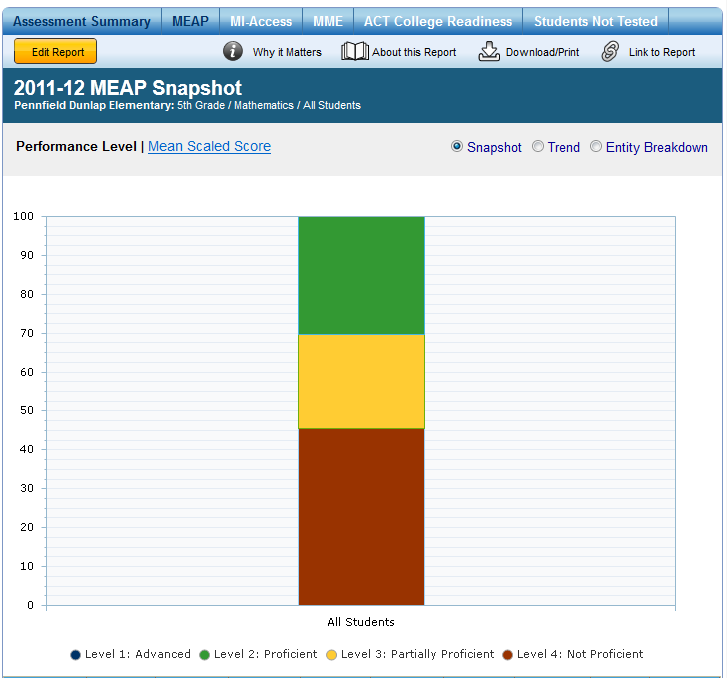 Assessment Summary MEAP MI-Access MME ACT College Readiness Students Not Tested
Edit Report Why it Matters About this Report Download/Print Link to Report
2011-12 MEAP Snapshot
Pennfield Dunlap Elementary: 5th Grade / Mathematics / All Students
Performance Level | Mean Scaled Score Snapshot Trend Entity Breakdown
100
90
80
70
60
50
40
30
20
10
0
All Students
Level 1: Advanced Level 2: Proficient Level 3: Partially Proficient Level 4: Not Proficient